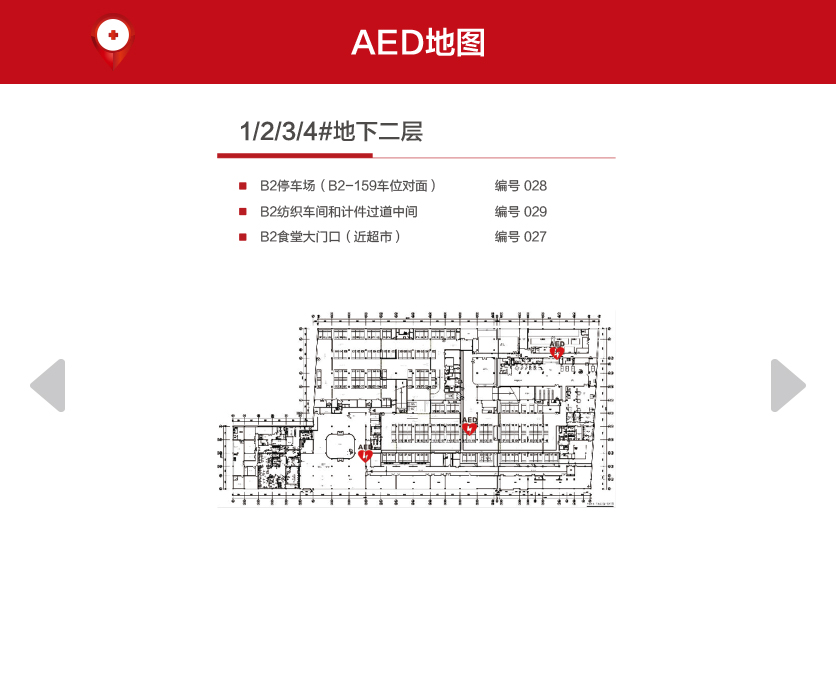 AED地图
1/2/3/4#地下二层
B2停车场（B2-159车位对面） 编号 028
B2纺织车间和计件过道中间 编号 029
B2食堂大门口（近超市） 编号 027
AED
AED
AED